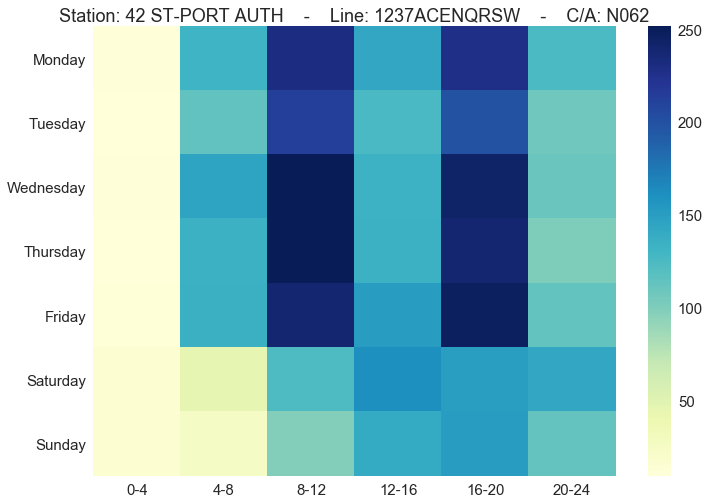 Station: 42 ST-PORT AUTH    -    Line: 1237ACENQRSW    -    C/A: N062
Monday
Tuesday
Wednesday
Thursday
Friday
Saturday
Sunday
0-4 4-8 8-12 12-16 16-20 20-24
250
200
150
100
50